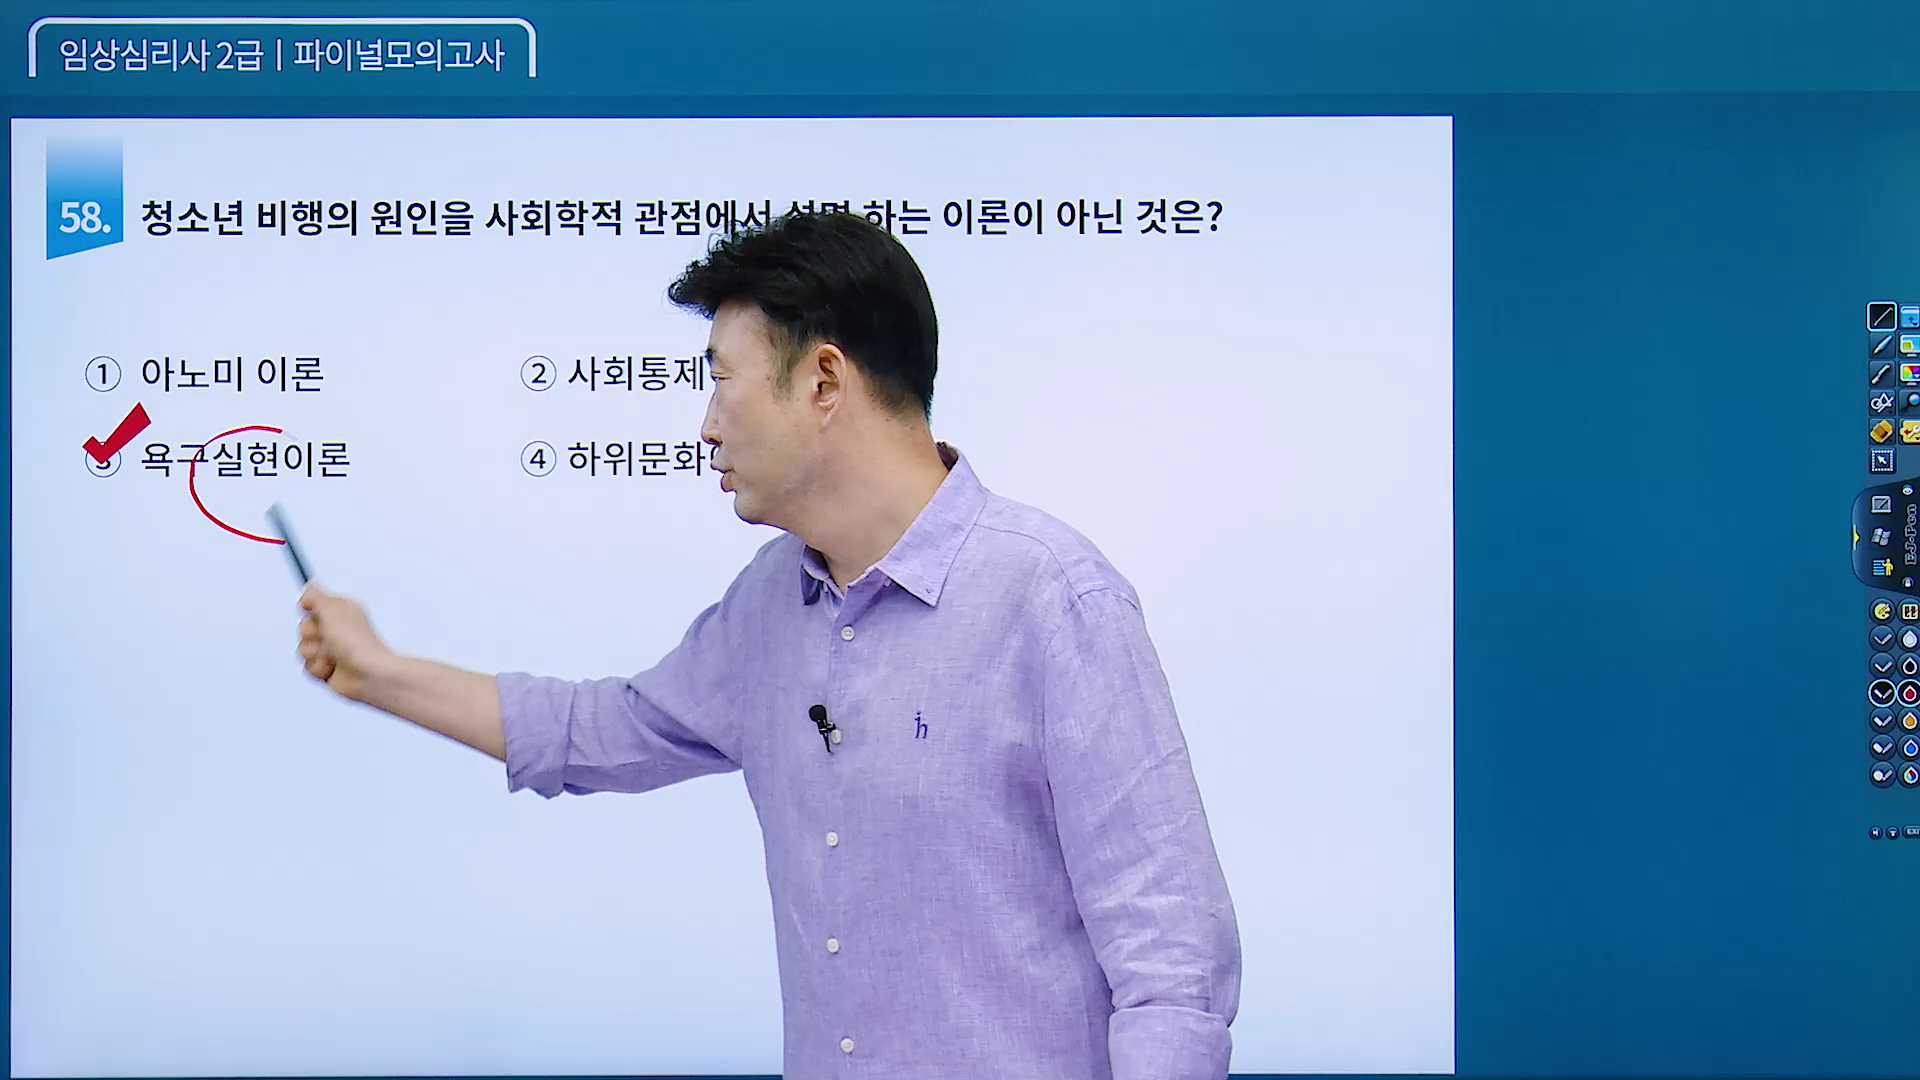 임상심리사 2급 | 파이널모의고사
58. 청소년 비행의 원인을 사회학적 관점에서 하는 이론이 아닌 것은?
① 아노미 이론 ② 사회통제
③ 욕구실현이론 ④ 하위문화
h
E.J-Pen
EXIT